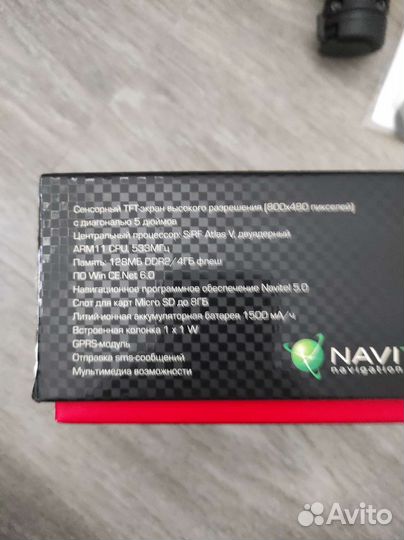 Сенсорный TFT-экран высокого разрешения (800x480 пикселей)
с диагональю 5 дюймов
Центральный процессор: SiRF Atlas V, двуядерный
ARM11 CPU, 533МГц
Память: 128МБ DDR2/4ГБ флеш
ПО Win CE.Net 6.0
Навигационное программное обеспечение Navitel 5.0
Слот для карт Micro SD до 8ГБ
Литий-ионная аккумуляторная батарея 1500 мА/ч
Встроенная колонка 1 x 1 W
GPRS-модуль
Отправка sms-сообщений
Мультимедиа возможности
NAVIT
navigation
Avito